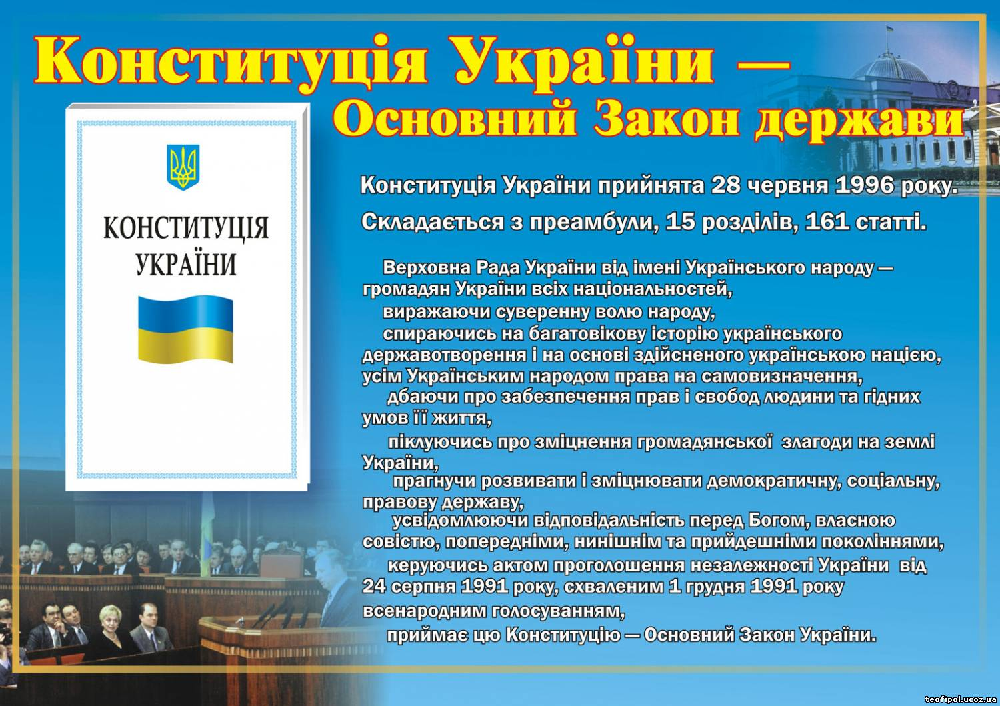 Конституція України —
Основний Закон держави
КОНСТИТУЦІЯ
УКРАЇНИ
Конституція України прийнята 28 червня 1996 року.
Складається з преамбули, 15 розділів, 161 статті.
Верховна Рада України від імені Українського народу —
громадян України всіх національностей,
виражаючи суверенну волю народу,
спираючись на багатовікову історію українського
державотворення і на основі здійсненого українською нацією,
усім Українським народом права на самовизначення,
дбаючи про забезпечення прав і свобод людини та гідних
умов її життя,
піклуючись про зміцнення громадянської злагоди на землі
України,
прагнучи розвивати і зміцнювати демократичну, соціальну,
правову державу,
усвідомлюючи відповідальність перед Богом, власною
совістю, попередніми, нинішнім та прийдешніми поколіннями,
керуючись актом проголошення незалежності України від
24 серпня 1991 року, схваленим 1 грудня 1991 року
всенародним голосуванням,
приймає цю Конституцію — Основний Закон України.
teofipol.ucoz.ua